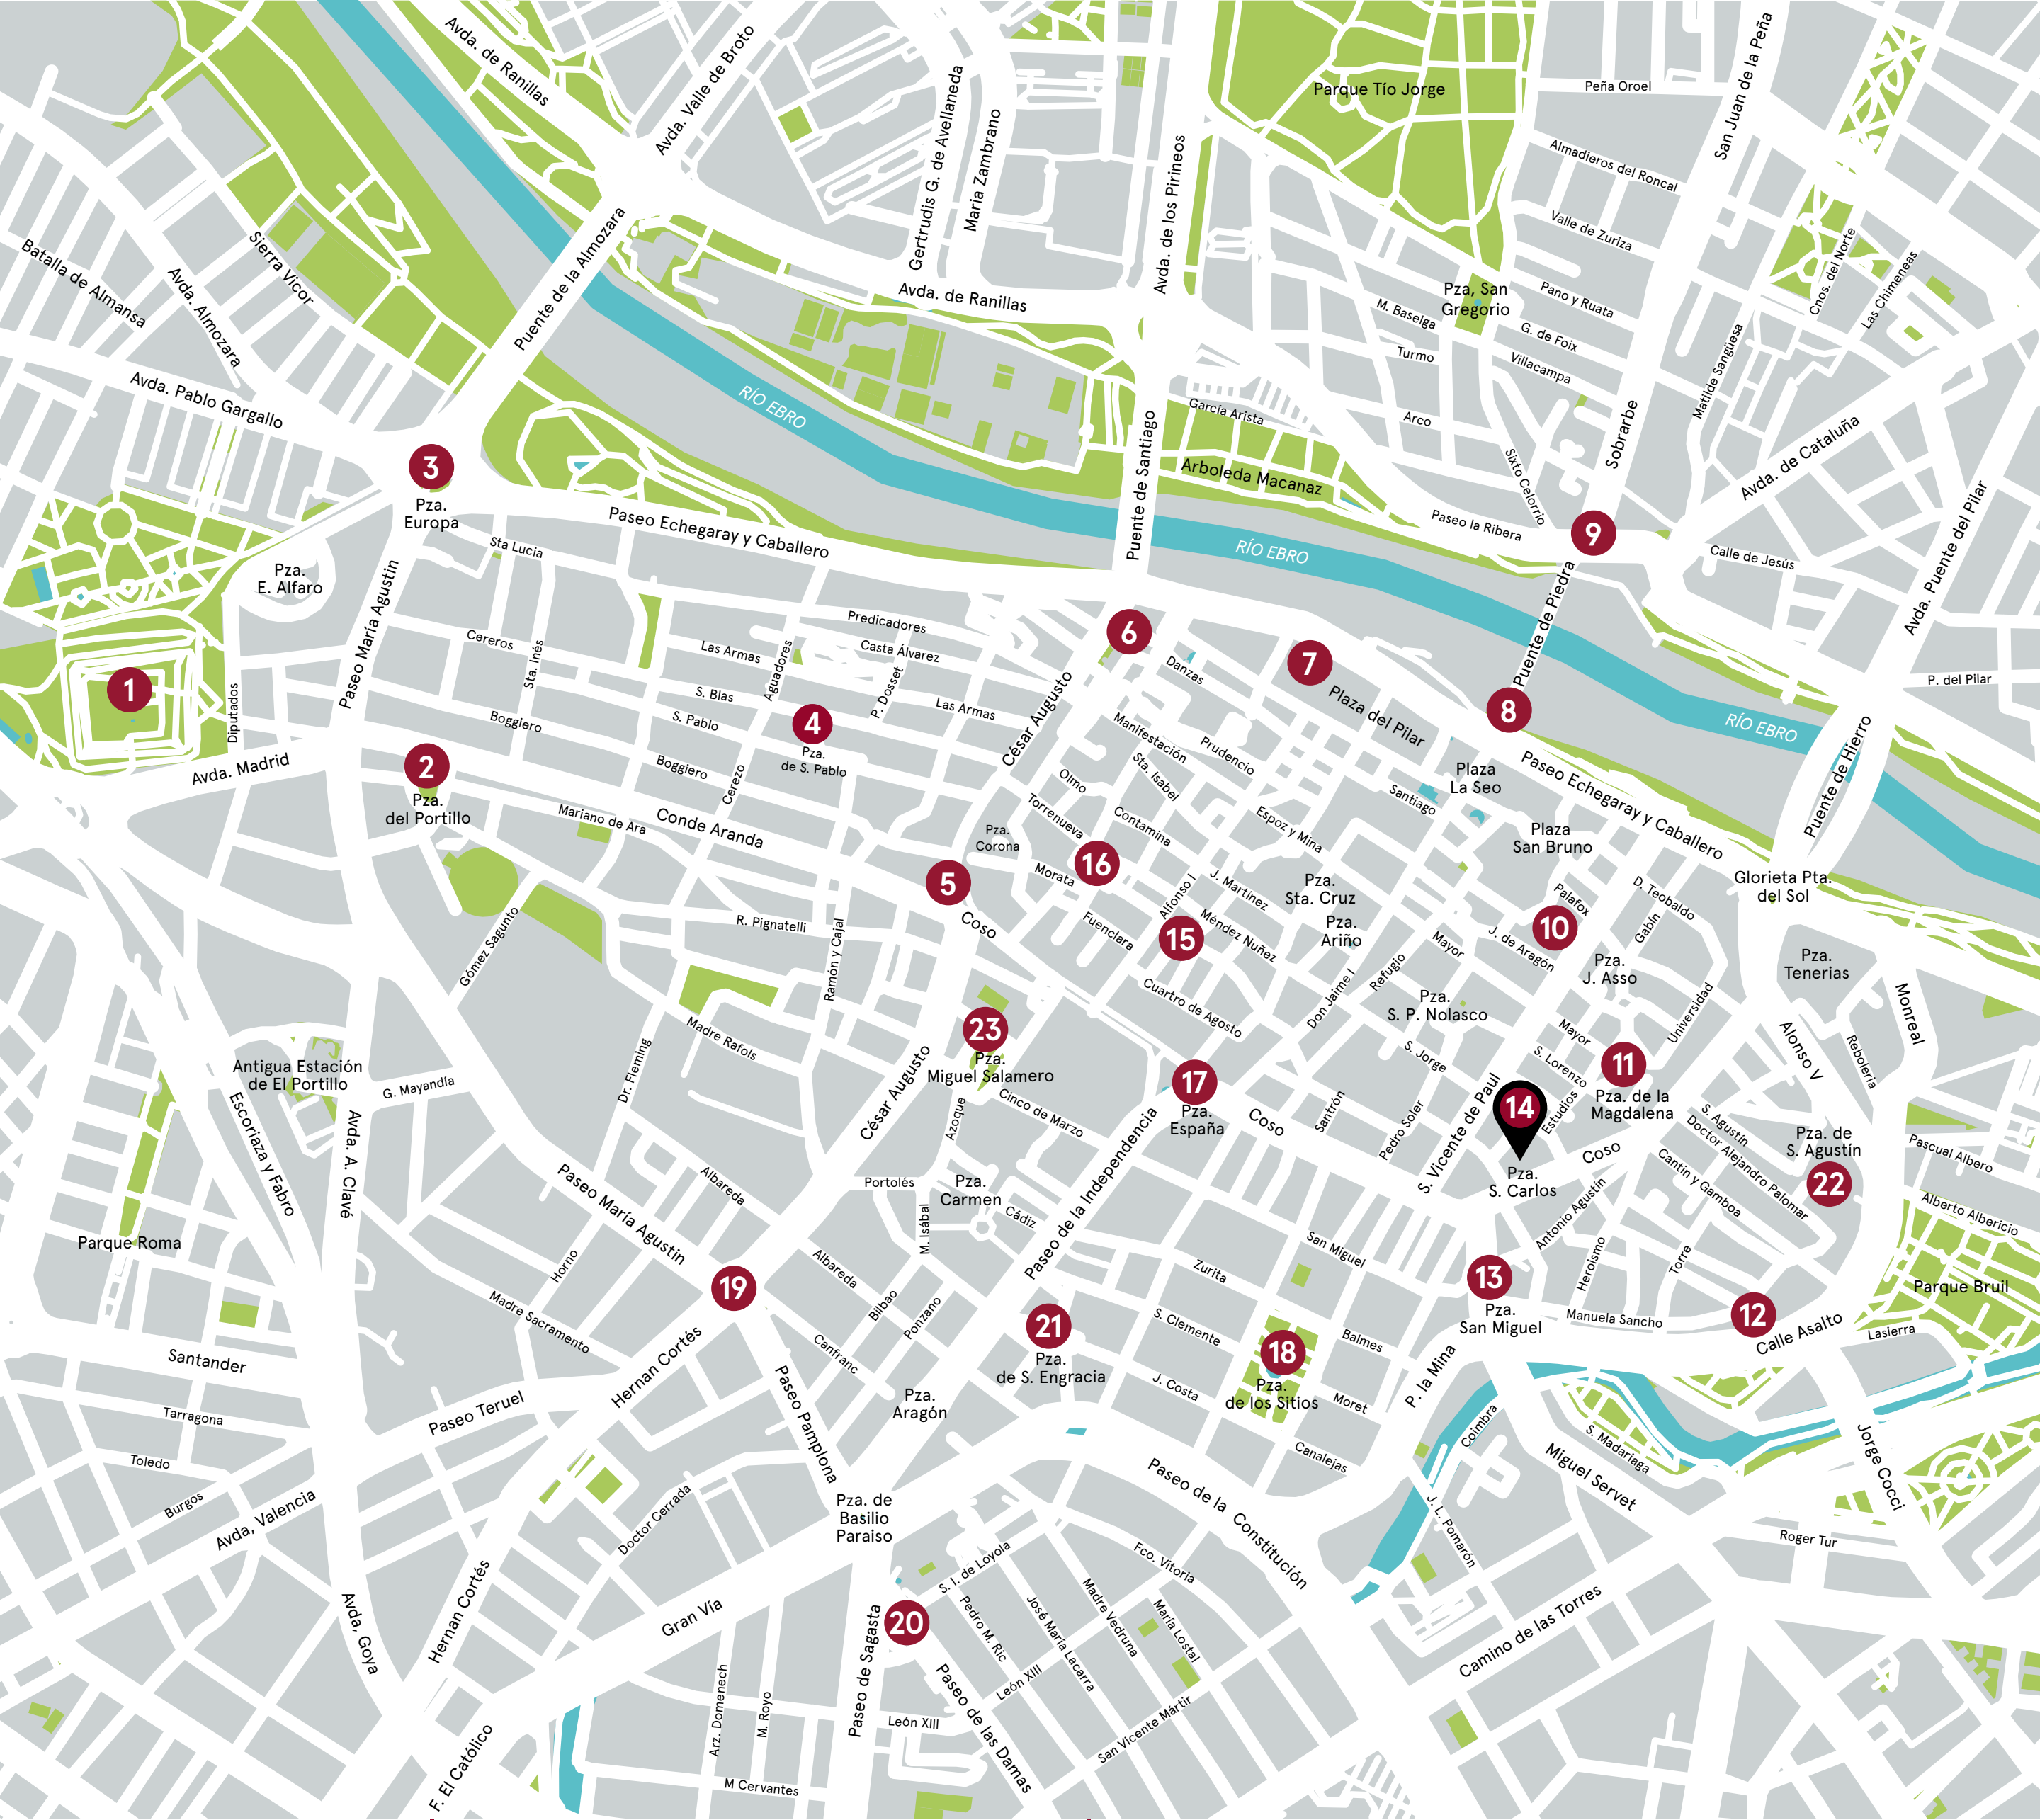 Avda. de Ranillas
Avda. Valle de Broto
Gertrudis G. de Avellaneda
Maria Zambrano
Avda. de los Pirineos
Parque Tío Jorge
Peña Oroel
San Juan de la Peña
Almadieros del Roncal
Valle de Zuriza
Batalla de Almansa
Avda. Almozara
Sierra Vicor
Puente de la Almozara
Avda. de Ranillas
Pza, San
Gregorio
Pano y Ruata
M. Baselga
G. de Foix
Turmo
Villacampa
Cnos. del Norte
Las Chimeneas
Matilde Sangüesa
Avda. Pablo Gargallo
RÍO EBRO
García Arista
Arco
Sobrarbe
Avda. de Cataluña
3
Pza.
Europa
Puente de Santiago
Arboleda Macanaz
Sixto Celorrio
Paseo la Ribera
9
Avda. Puente del Pilar
Paseo Echegaray y Caballero
RÍO EBRO
Calle de Jesús
Sta Lucia
Pza.
E. Alfaro
Paseo María Agustin
Puente de Piedra
Predicadores
6
Cereros
Sta. Inés
Las Armas
Casta Álvarez
Aguadores
P. Dosset
Danzas
7
P. del Pilar
1
Diputados
S. Blas
Las Armas
César Augusto
Plaza del Pilar
8
RÍO EBRO
Boggiero
S. Pablo
4
Pza.
de S. Pablo
Manifestación
Prudencio
Avda. Madrid
2
Pza.
del Portillo
Boggiero
Cerezo
Olmo
Sta. Isabel
Plaza
La Seo
Paseo Echegaray y Caballero
Puente de Hierro
Santiago
Mariano de Ara
Conde Aranda
Pza.
Corona
Torrenueva
Contamina
Espoz y Mina
Plaza
San Bruno
16
5
Morata
Alfonso I
J. Martínez
Pza.
Sta. Cruz
Palafox
D. Teobaldo
Glorieta Pta.
del Sol
Coso
R. Pignatelli
Ramón y Cajal
Gómez Sagunto
Fuenclara
15
Méndez Nuñez
Pza.
Ariño
Mayor
J. de Aragón
10
Gabín
Pza.
J. Asso
Pza.
Tenerias
Refugio
Don Jaime I
Cuartro de Agosto
Pza.
S. P. Nolasco
Universidad
Monreal
23
Pza.
Miguel Salamero
Madre Rafols
Dr. Fleming
Mayor
Alonso V
Reboleria
S. Jorge
S. Lorenzo
11
Pza. de la
Magdalena
Antigua Estación
de El Portillo
G. Mayandía
César Augusto
Azoque
Cinco de Marzo
17
Pza.
España
Coso
Santrón
Pedro Soler
S. Vicente de Paul
14
Estudios
Pza.
S. Carlos
Coso
S. Agustín
Doctor Alejandro Palomar
Pza. de
S. Agustín
22
Pascual Albero
Escoriaza y Fabro
Avda. A. Clavé
Cantín y Gamboa
Alberto Albericio
Albareda
Paseo María Agustin
Portolés
Pza.
Carmen
M. Isábal
Cádiz
Paseo de la Independencia
Antonio Agustín
Parque Roma
Horno
Albareda
San Miguel
Zurita
Heroismo
Torre
Parque Bruil
19
Bilbao
Ponzano
13
Pza.
San Miguel
Madre Sacramento
Manuela Sancho
12
Calle Asalto
Lasierra
Hernan Cortés
Canfranc
21
Pza.
de S. Engracia
S. Clemente
18
Pza.
de los Sitios
Balmes
P. la Mina
Santander
Paseo Pamplona
Pza.
Aragón
J. Costa
Moret
Tarragona
Paseo Teruel
Canalejas
Coimbra
S. Madariaga
Miguel Servet
Jorge Cocci
Toledo
Burgos
Avda, Valencia
Doctor Cerrada
Pza. de
Basilio
Paraiso
Paseo de la Constitución
J. L. Pomarón
Roger Tur
Hernan Cortés
Avda, Goya
Gran Vía
S. I. de Loyola
Fco. Vitoria
20
Paseo de Sagasta
Pedro M. Ric
José María Lacarra
Madre Vedruna
María Lostal
Camino de las Torres
León XIII
Paseo de las Damas
San Vicente Mártir
León XIII
Arz. Domenech
M. Royo
F. El Católico
M Cervantes